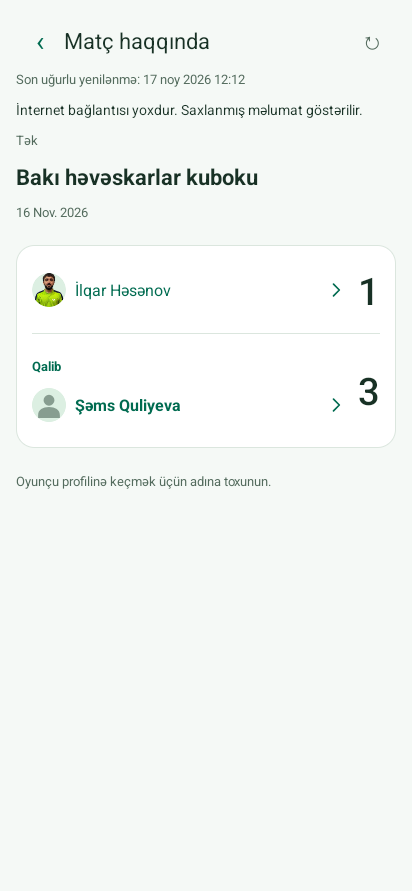 Matç haqqında
Son uğurlu yenilənmə: 17 noy 2026 12:12
İnternet bağlantısı yoxdur. Saxlanmış məlumat göstərilir.
Tək
Bakı həvəskarlar kuboku
16 Nov. 2026
İlqar Həsənov
1
Qalib
Şəms Quliyeva
3
Oyunçu profilinə keçmək üçün adına toxunun.